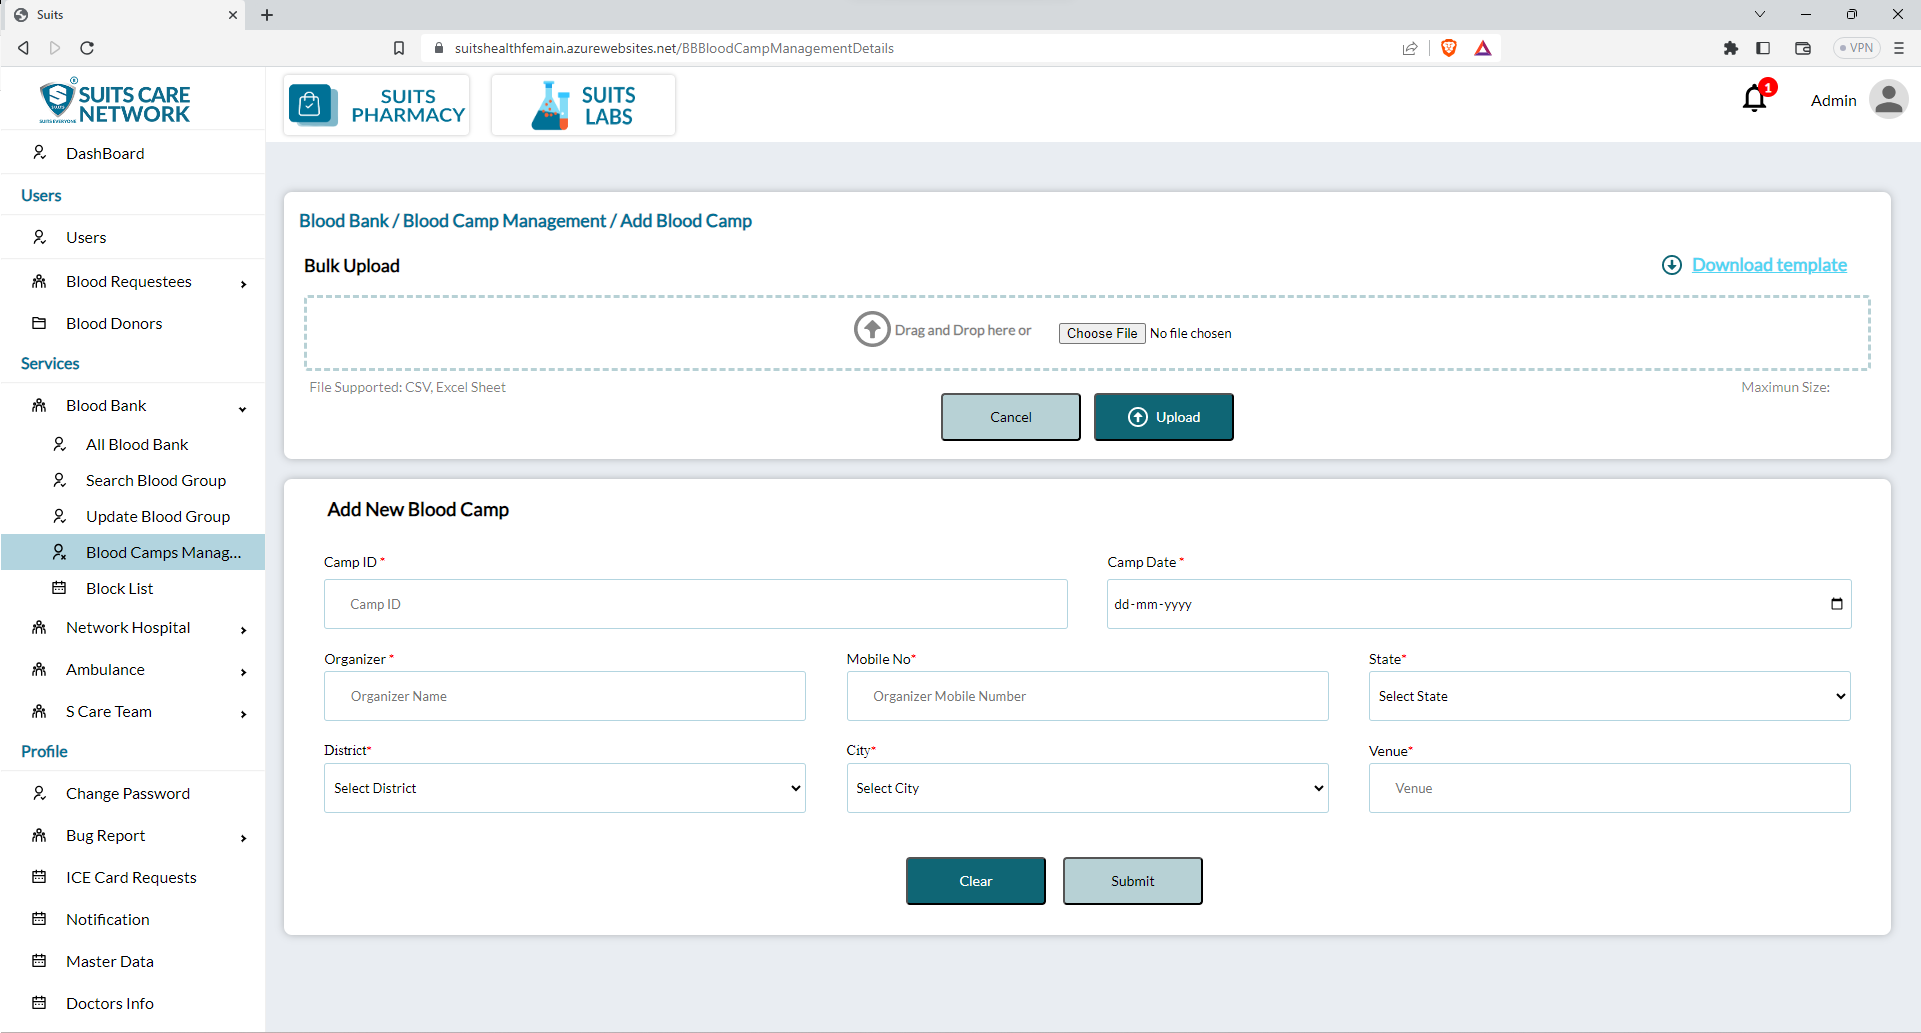 Suits
suitshealthfemain.azurewebsites.net/BBBloodCampManagementDetails
VPN
SUITS CARE
NETWORK
SUITS EVERYONE
SUITS
PHARMACY
SUITS
LABS
1
Admin
DashBoard
Users
Users
Blood Requestees
Blood Donors
Services
Blood Bank
All Blood Bank
Search Blood Group
Update Blood Group
Blood Camps Manag...
Block List
Network Hospital
Ambulance
S Care Team
Profile
Change Password
Bug Report
ICE Card Requests
Notification
Master Data
Doctors Info
Blood Bank / Blood Camp Management / Add Blood Camp
Bulk Upload
Download template
Drag and Drop here or
Choose File No file chosen
File Supported: CSV, Excel Sheet
Maximun Size:
Cancel
Upload
Add New Blood Camp
Camp ID *
Camp Date *
Camp ID
dd-mm-yyyy
Organizer *
Mobile No*
State*
Organizer Name
Organizer Mobile Number
Select State
District*
City*
Venue*
Select District
Select City
Venue
Clear
Submit